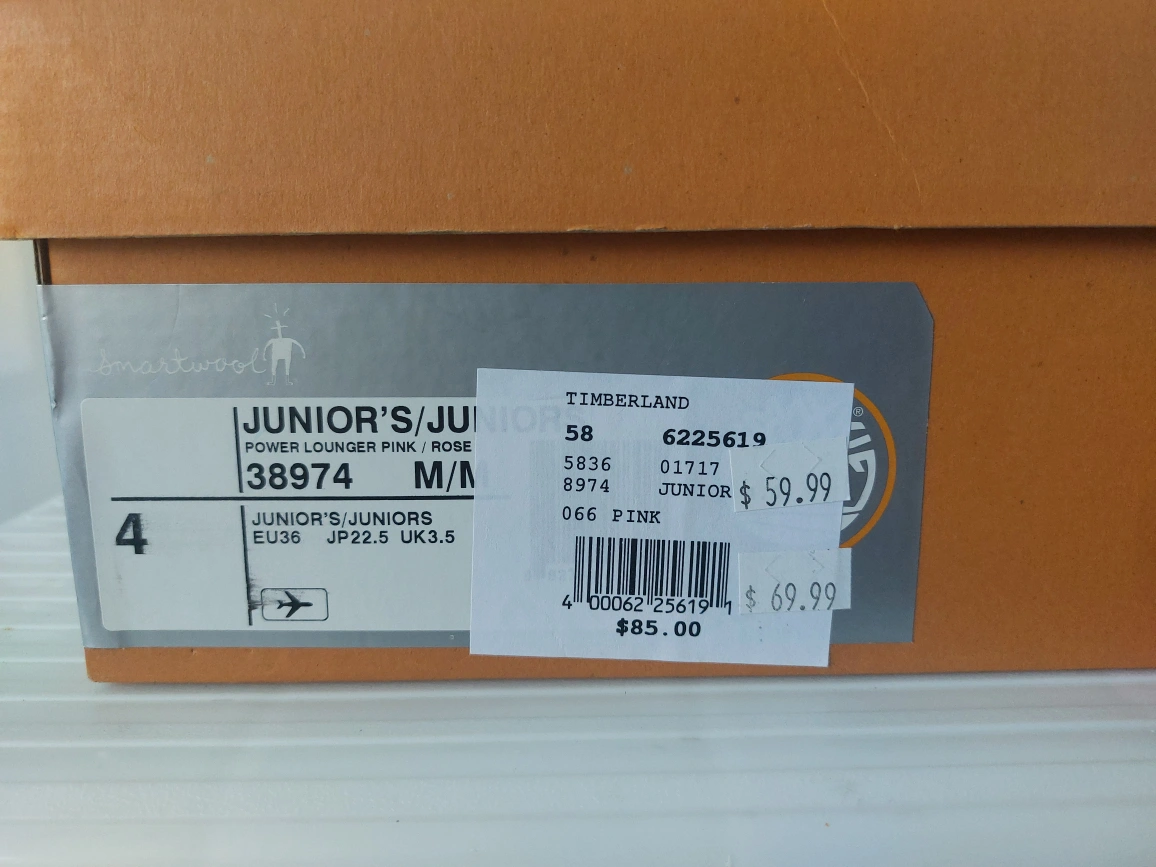 smartwool
JUNIOR'S/JUNIORS
POWER LOUNGER PINK / ROSE
38974 M/M
4
JUNIOR'S/JUNIORS
EU36 JP22.5 UK3.5
TIMBERLAND
58 6225619
5836 01717
8974 JUNIOR
066 PINK
$ 59.99
$ 69.99
4 00062 25619 1
$85.00
®